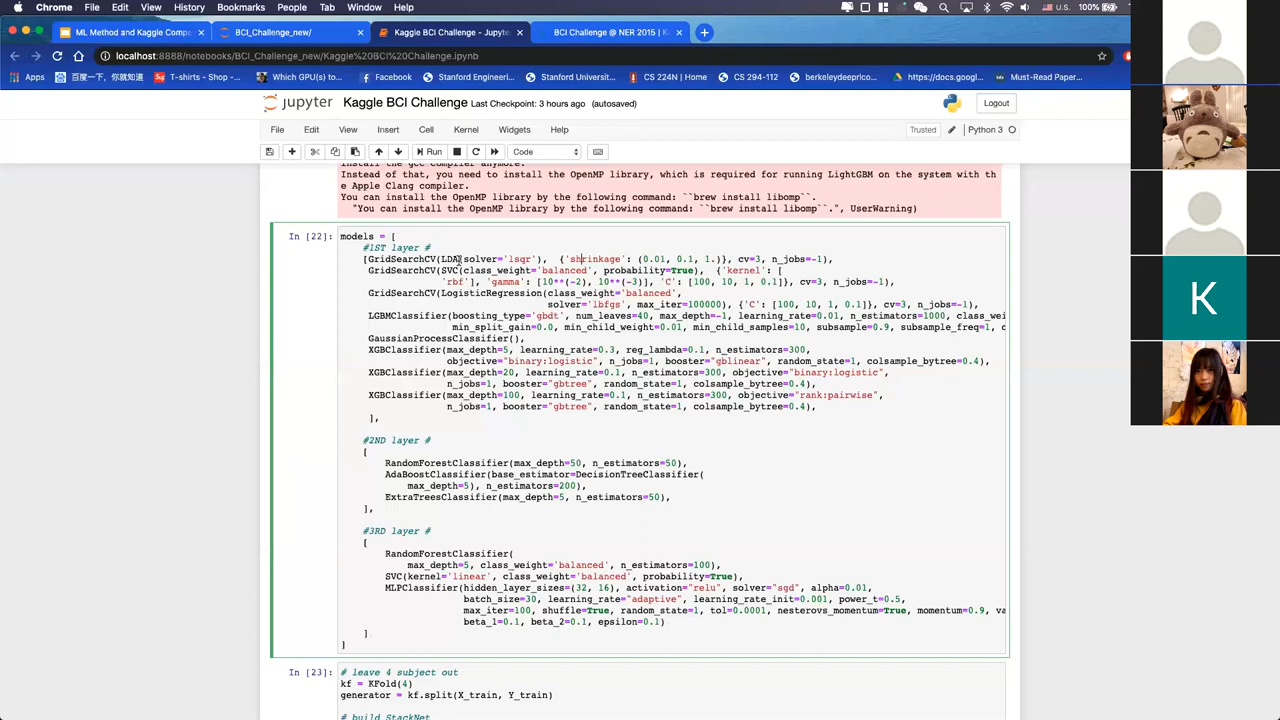 Chrome File Edit View History Bookmarks People Tab Window Help
U.S. 100%
ML Method and Kaggle Compe
BCI_Challenge_new/
Kaggle BCI Challenge - Jupyte
BCI Challenge @ NER 2015 | K
localhost:8888/notebooks/BCI_Challenge_new/Kaggle%20BCI%20Challenge.ipynb
Apps 百度一下，你就知道 T-shirts - Shop - Which GPU(s) to Facebook Stanford Engineeri Stanford Universit CS 224N | Home CS 294-112 berkeleydeeprlco https://docs.googl Must-Read Paper
jupyter Kaggle BCI Challenge Last Checkpoint: 3 hours ago (autosaved) Logout
File Edit View Insert Cell Kernel Widgets Help Trusted Python 3
Run Code
Install the gcc compiler anymore.
Instead of that, you need to install the OpenMP library, which is required for running LightGBM on the system with th
e Apple Clang compiler.
You can install the OpenMP library by the following command: ``brew install libomp``.
"You can install the OpenMP library by the following command: ``brew install libomp``.", UserWarning)
In [22]: models = [
#1ST layer #
[GridSearchCV(LDA(solver='lsqr'), {'shrinkage': (0.01, 0.1, 1.)}, cv=3, n_jobs=-1),
GridSearchCV(SVC(class_weight='balanced', probability=True), {'kernel': [
'rbf'], 'gamma': [10**(-2), 10**(-3)], 'C': [100, 10, 1, 0.1]}, cv=3, n_jobs=-1),
GridSearchCV(LogisticRegression(class_weight='balanced',
solver='lbfgs', max_iter=100000), {'C': [100, 10, 1, 0.1]}, cv=3, n_jobs=-1),
LGBMClassifier(boosting_type='gbdt', num_leaves=40, max_depth=-1, learning_rate=0.01, n_estimators=1000, class_wei
min_split_gain=0.0, min_child_weight=0.01, min_child_samples=10, subsample=0.9, subsample_freq=1, c
GaussianProcessClassifier(),
XGBClassifier(max_depth=5, learning_rate=0.3, reg_lambda=0.1, n_estimators=300,
objective="binary:logistic", n_jobs=1, booster="gblinear", random_state=1, colsample_bytree=0.4),
XGBClassifier(max_depth=20, learning_rate=0.1, n_estimators=300, objective="binary:logistic",
n_jobs=1, booster="gbtree", random_state=1, colsample_bytree=0.4),
XGBClassifier(max_depth=100, learning_rate=0.1, n_estimators=300, objective="rank:pairwise",
n_jobs=1, booster="gbtree", random_state=1, colsample_bytree=0.4),
],
#2ND layer #
[
RandomForestClassifier(max_depth=50, n_estimators=50),
AdaBoostClassifier(base_estimator=DecisionTreeClassifier(
max_depth=5), n_estimators=200),
ExtraTreesClassifier(max_depth=5, n_estimators=50),
],
#3RD layer #
[
RandomForestClassifier(
max_depth=5, class_weight='balanced', n_estimators=100),
SVC(kernel='linear', class_weight='balanced', probability=True),
MLPClassifier(hidden_layer_sizes=(32, 16), activation="relu", solver="sgd", alpha=0.01,
batch_size=30, learning_rate="adaptive", learning_rate_init=0.001, power_t=0.5,
max_iter=100, shuffle=True, random_state=1, tol=0.0001, nesterovs_momentum=True, momentum=0.9, va
beta_1=0.1, beta_2=0.1, epsilon=0.1)
]
]
In [23]: # leave 4 subject out
kf = KFold(4)
generator = kf.split(X_train, Y_train)
# build StackNet
K